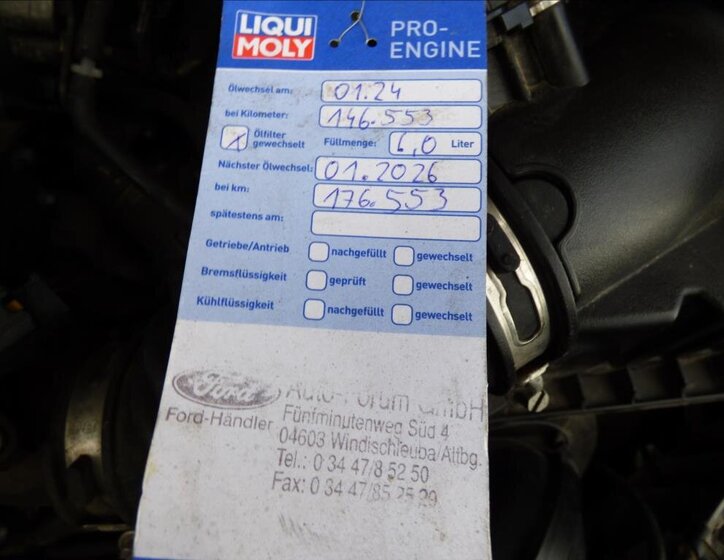 LIQUI MOLY
PRO-ENGINE
Ölwechsel am: 01.24
bei Kilometer: 146.553
X Ölfilter gewechselt Füllmenge: 6,0 Liter
Nächster Ölwechsel: 01.2026
bei km: 176.553
spätestens am:
Getriebe/Antrieb nachgefüllt gewechselt
Bremsflüssigkeit geprüft gewechselt
Kühlflüssigkeit nachgefüllt gewechselt
Ford
Ford-Händler
Auto-Forum GmbH
Fünfminutenweg Süd 4
04603 Windischleuba/Altbg.
Tel.: 0 34 47/8 52 50
Fax: 0 34 47/85 25 29